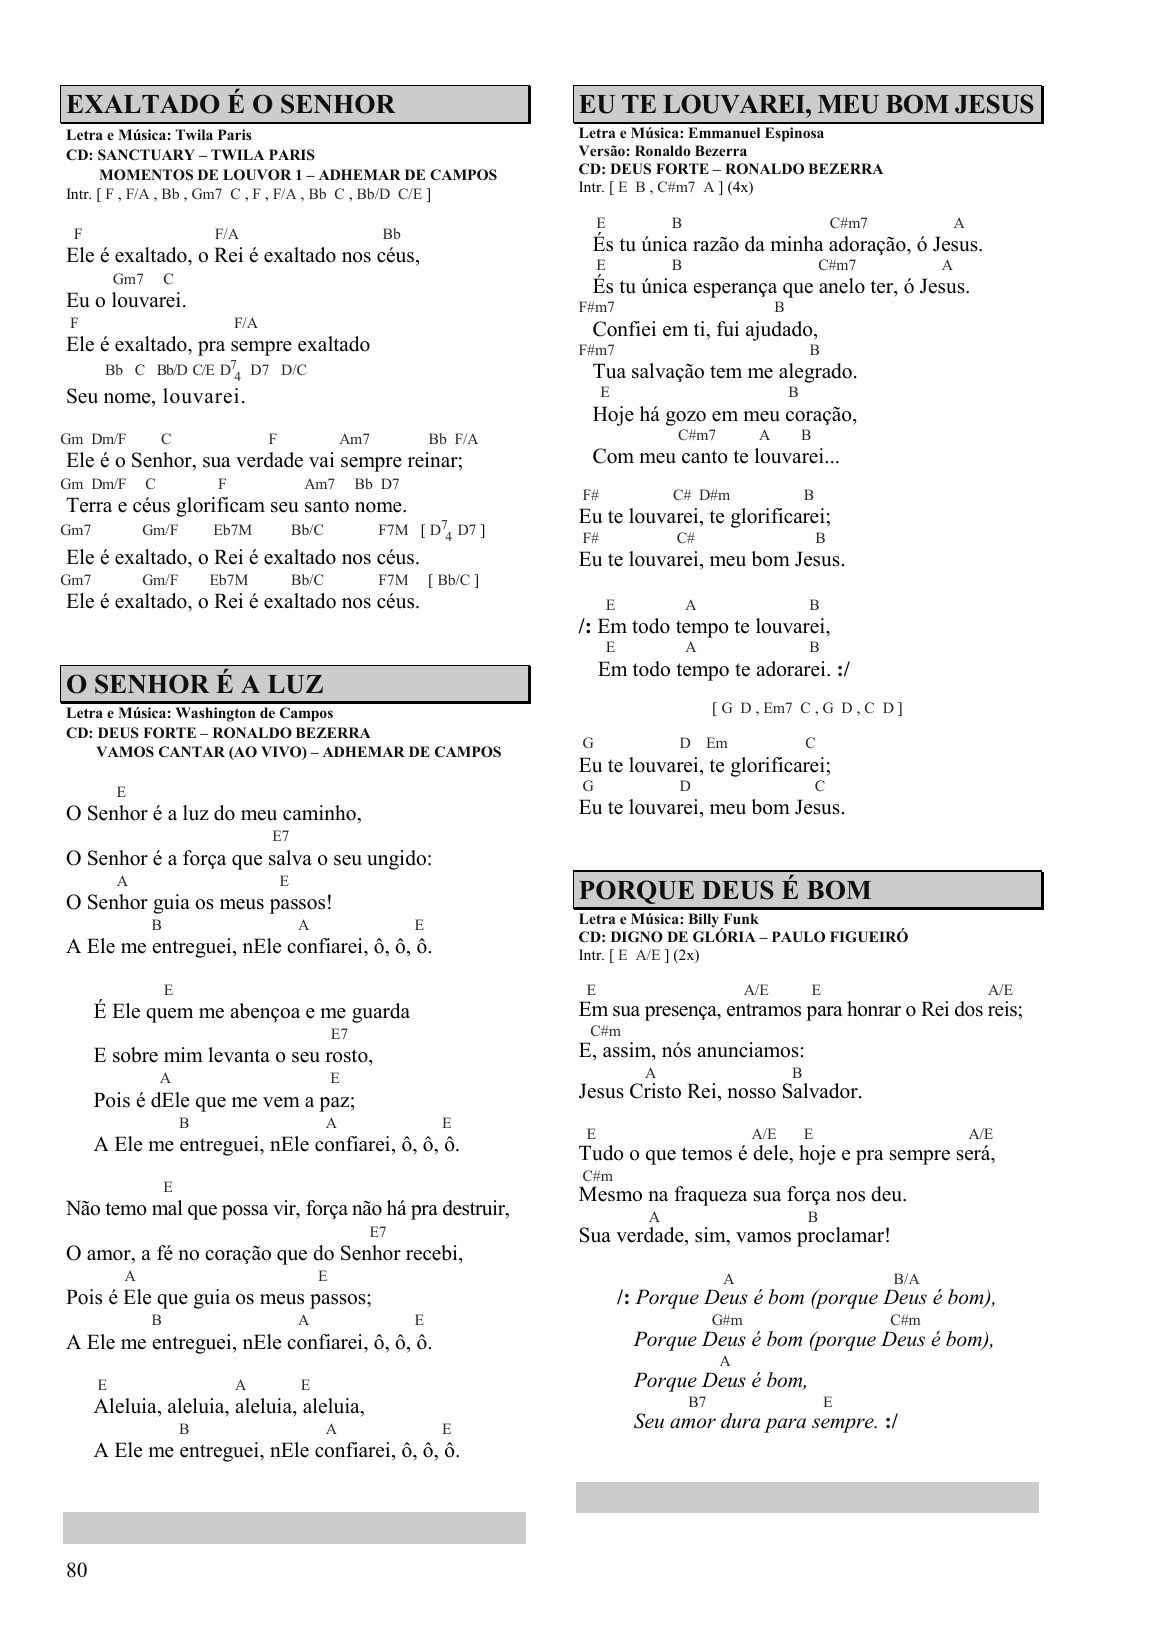 EXALTADO É O SENHOR
Letra e Música: Twila Paris
CD: SANCTUARY – TWILA PARIS
MOMENTOS DE LOUVOR 1 – ADHEMAR DE CAMPOS
Intr. [ F , F/A , Bb , Gm7 C , F , F/A , Bb C , Bb/D C/E ]
F F/A Bb
Ele é exaltado, o Rei é exaltado nos céus,
Gm7 C
Eu o louvarei.
F F/A
Ele é exaltado, pra sempre exaltado
Bb C Bb/D C/E D7 4 D7 D/C
Seu nome, louvarei.
Gm Dm/F C F Am7 Bb F/A
Ele é o Senhor, sua verdade vai sempre reinar;
Gm Dm/F C F Am7 Bb D7
Terra e céus glorificam seu santo nome.
Gm7 Gm/F Eb7M Bb/C F7M [ D7 4 D7 ]
Ele é exaltado, o Rei é exaltado nos céus.
Gm7 Gm/F Eb7M Bb/C F7M [ Bb/C ]
Ele é exaltado, o Rei é exaltado nos céus.
O SENHOR É A LUZ
Letra e Música: Washington de Campos
CD: DEUS FORTE – RONALDO BEZERRA
VAMOS CANTAR (AO VIVO) – ADHEMAR DE CAMPOS
E
O Senhor é a luz do meu caminho,
E7
O Senhor é a força que salva o seu ungido:
A E
O Senhor guia os meus passos!
B A E
A Ele me entreguei, nEle confiarei, ô, ô, ô.
E
É Ele quem me abençoa e me guarda
E7
E sobre mim levanta o seu rosto,
A E
Pois é dEle que me vem a paz;
B A E
A Ele me entreguei, nEle confiarei, ô, ô, ô.
E
Não temo mal que possa vir, força não há pra destruir,
E7
O amor, a fé no coração que do Senhor recebi,
A E
Pois é Ele que guia os meus passos;
B A E
A Ele me entreguei, nEle confiarei, ô, ô, ô.
E A E
Aleluia, aleluia, aleluia, aleluia,
B A E
A Ele me entreguei, nEle confiarei, ô, ô, ô.
80
EU TE LOUVAREI, MEU BOM JESUS
Letra e Música: Emmanuel Espinosa
Versão: Ronaldo Bezerra
CD: DEUS FORTE – RONALDO BEZERRA
Intr. [ E B , C#m7 A ] (4x)
E B C#m7 A
És tu única razão da minha adoração, ó Jesus.
E B C#m7 A
És tu única esperança que anelo ter, ó Jesus.
F#m7 B
Confiei em ti, fui ajudado,
F#m7 B
Tua salvação tem me alegrado.
E B
Hoje há gozo em meu coração,
C#m7 A B
Com meu canto te louvarei...
F# C# D#m B
Eu te louvarei, te glorificarei;
F# C# B
Eu te louvarei, meu bom Jesus.
E A B
/: Em todo tempo te louvarei,
E A B
Em todo tempo te adorarei. :/
[ G D , Em7 C , G D , C D ]
G D Em C
Eu te louvarei, te glorificarei;
G D C
Eu te louvarei, meu bom Jesus.
PORQUE DEUS É BOM
Letra e Música: Billy Funk
CD: DIGNO DE GLÓRIA – PAULO FIGUEIRÓ
Intr. [ E A/E ] (2x)
E A/E E A/E
Em sua presença, entramos para honrar o Rei dos reis;
C#m
E, assim, nós anunciamos:
A B
Jesus Cristo Rei, nosso Salvador.
E A/E E A/E
Tudo o que temos é dele, hoje e pra sempre será,
C#m
Mesmo na fraqueza sua força nos deu.
A B
Sua verdade, sim, vamos proclamar!
A B/A
/: Porque Deus é bom (porque Deus é bom),
G#m C#m
Porque Deus é bom (porque Deus é bom),
A
Porque Deus é bom,
B7 E
Seu amor dura para sempre. :/